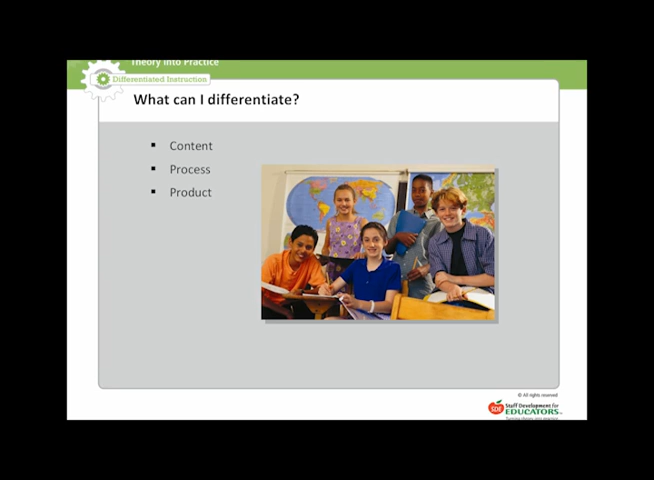 Theory into Practice
Differentiated Instruction
What can I differentiate?
▪ Content
▪ Process
▪ Product
© All rights reserved
SDE Staff Development for
EDUCATORS